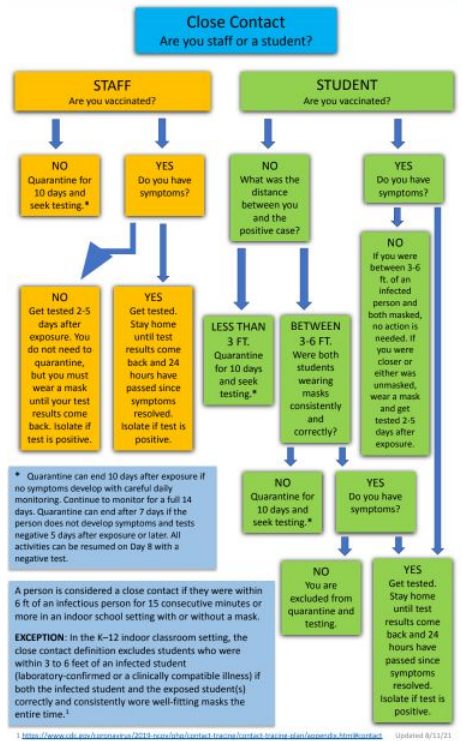 Close Contact
Are you staff or a student?
STAFF
Are you vaccinated?
STUDENT
Are you vaccinated?
NO
Quarantine for
10 days and
seek testing.*
YES
Do you have
symptoms?
NO
What was the
distance
between you
and the
positive case?
YES
Do you have
symptoms?
NO
Get tested 2-5
days after
exposure. You
do not need to
quarantine,
but you must
wear a mask
until your test
results come
back. Isolate if
test is positive.
YES
Get tested.
Stay home
until test
results come
back and 24
hours have
passed since
symptoms
resolved.
Isolate if test is
positive.
LESS THAN
3 FT.
Quarantine
for 10 days
and seek
testing.*
BETWEEN
3-6 FT.
Were both
students
wearing
masks
consistently
and
correctly?
NO
If you were
between 3-6
ft. of an
infected
person and
both masked,
no action is
needed. If
you were
closer or
either was
unmasked,
wear a mask
and get
tested 2-5
days after
exposure.
NO
Quarantine for
10 days and
seek testing.*
YES
Do you have
symptoms?
NO
You are
excluded from
quarantine and
testing.
YES
Get tested.
Stay home
until test
results come
back and 24
hours have
passed since
symptoms
resolved.
Isolate if test is
positive.
* Quarantine can end 10 days after exposure if
no symptoms develop with careful daily
monitoring. Continue to monitor for a full 14
days. Quarantine can end after 7 days if the
person does not develop symptoms and tests
negative 5 days after exposure or later. All
activities can be resumed on Day 8 with a
negative test.
A person is considered a close contact if they were within
6 ft of an infectious person for 15 consecutive minutes or
more in an indoor school setting with or without a mask.
EXCEPTION: In the K–12 indoor classroom setting, the
close contact definition excludes students who were
within 3 to 6 feet of an infected student
(laboratory-confirmed or a clinically compatible illness) if
both the infected student and the exposed student(s)
correctly and consistently wore well-fitting masks the
entire time.1
1 https://www.cdc.gov/coronavirus/2019-ncov/php/contact-tracing/contact-tracing-plan/appendix.html#contact Updated 8/11/21